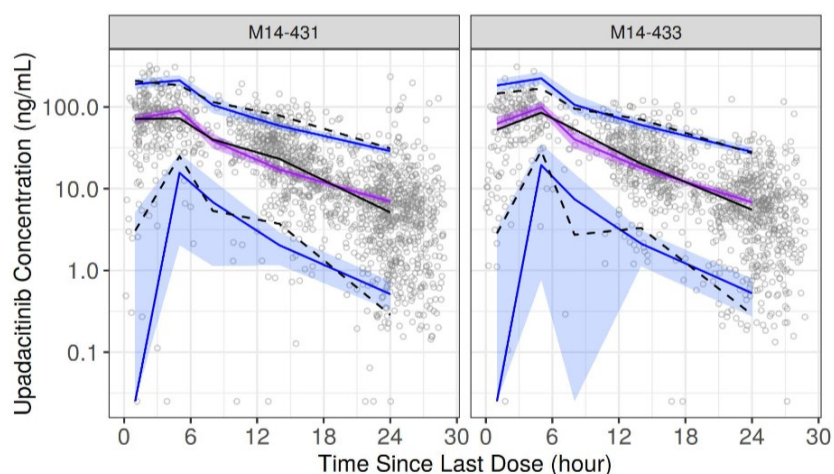 M14-431 M14-433
Upadacitinib Concentration (ng/mL)
100.0
10.0
1.0
0.1
0 6 12 18 24 30 0 6 12 18 24 30
Time Since Last Dose (hour)